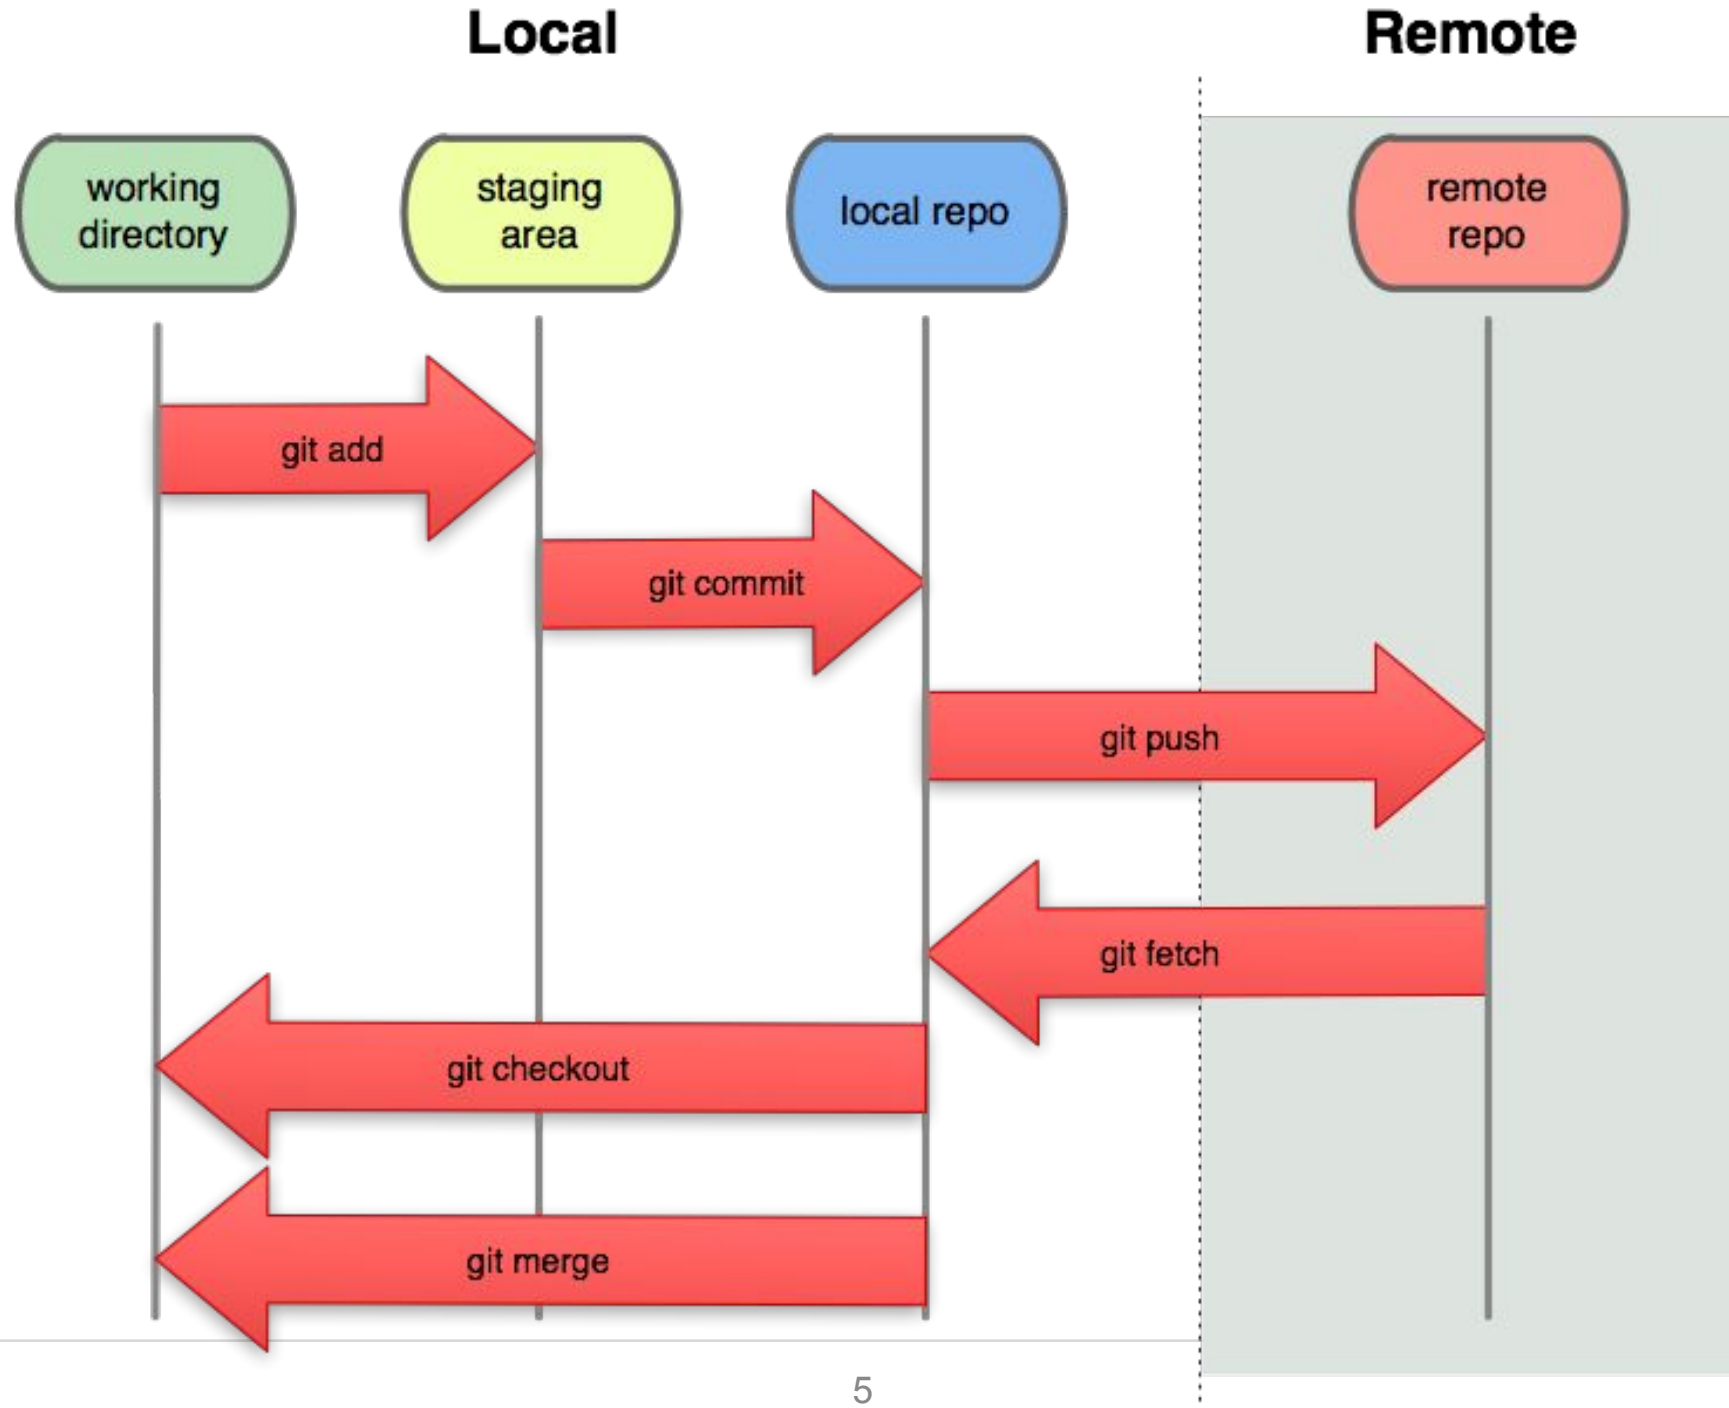 Local
Remote
working
directory
staging
area
local repo
remote
repo
git add
git commit
git push
git fetch
git checkout
git merge
5